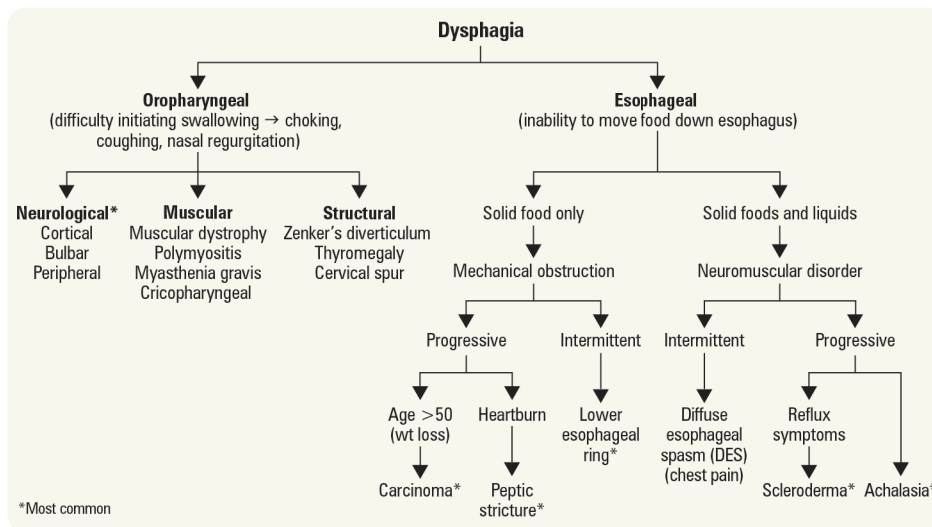 Dysphagia
Oropharyngeal
(difficulty initiating swallowing → choking,
coughing, nasal regurgitation)
Esophageal
(inability to move food down esophagus)
Neurological*
Cortical
Bulbar
Peripheral
Muscular
Muscular dystrophy
Polymyositis
Myasthenia gravis
Cricopharyngeal
Structural
Zenker's diverticulum
Thyromegaly
Cervical spur
Solid food only
Solid foods and liquids
Mechanical obstruction
Neuromuscular disorder
Progressive
Intermittent
Intermittent
Progressive
Age >50
(wt loss)
Heartburn
Lower
esophageal
ring*
Diffuse
esophageal
spasm (DES)
(chest pain)
Reflux
symptoms
Carcinoma*
Peptic
stricture*
Scleroderma*
Achalasia*
*Most common